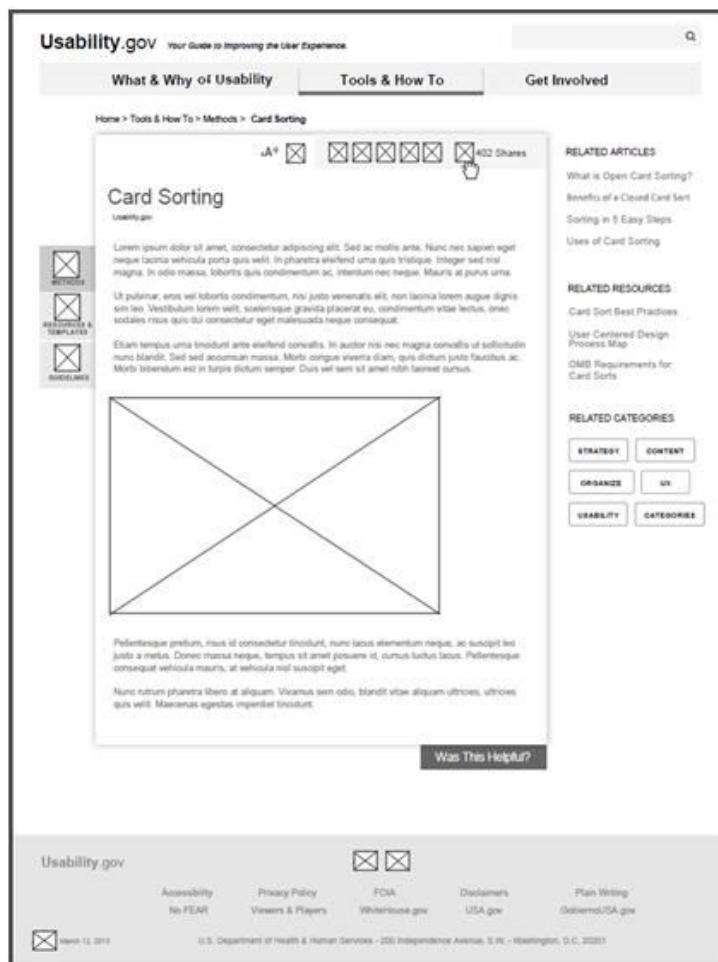 Usability.gov Your Guide to Improving the User Experience.
What & Why of Usability Tools & How To Get Involved
Home > Tools & How To > Methods > Card Sorting
AA 402 Shares
Card Sorting
Usability.gov
Lorem ipsum dolor sit amet, consectetur adipiscing elit. Sed ac mollis ante. Nunc nec sapien eget
neque lacinia vehicula porta quis velit. In pharetra eleifend urna quis tristique. Integer sed nisl
magna. In odio massa, lobortis quis condimentum ac, interdum nec neque. Mauris at purus urna.
Ut pulvinar, eros vel lobortis condimentum, nisi justo venenatis elit, non lacinia lorem augue dignis
sim leo. Vestibulum lorem velit, scelerisque gravida placerat eu, condimentum vitae lectus, onec
sodales risus quis dui consectetur eget malesuada neque consequat.
Etiam tempus urna tincidunt ante eleifend convallis. In auctor nisi nec magna convallis ut sollicitudin
nunc blandit. Sed sed accumsan massa. Morbi congue viverra diam, quis dictum justo faucibus ac.
Morbi bibendum est in turpis dictum semper. Duis vel sem sit amet nibh laoreet cursus.
METHODS
RESOURCES &
TEMPLATES
GUIDELINES
Pellentesque pretium, risus id consectetur tincidunt, nunc lacus elementum neque, ac suscipit leo
justo a metus. Donec massa neque, tempus sit amet posuere id, cursus luctus lacus. Pellentesque
consequat vehicula mauris, at vehicula nisl suscipit eget.
Nunc rutrum pharetra libero at aliquam. Vivamus sem odio, blandit vitae aliquam ultricies, ultricies
quis velit. Maecenas egestas imperdiet tincidunt.
Was This Helpful?
RELATED ARTICLES
What is Open Card Sorting?
Benefits of a Closed Card Sort
Sorting in 5 Easy Steps
Uses of Card Sorting
RELATED RESOURCES
Card Sort Best Practices
User Centered Design
Process Map
OMB Requirements for
Card Sorts
RELATED CATEGORIES
STRATEGY CONTENT
ORGANIZE UX
USABILITY CATEGORIES
Usability.gov
Accessibility Privacy Policy FOIA Disclaimers Plain Writing
No FEAR Viewers & Players WhiteHouse.gov USA.gov GobiernoUSA.gov
March 12, 2013 U.S. Department of Health & Human Services - 200 Independence Avenue, S.W. - Washington, D.C. 20201